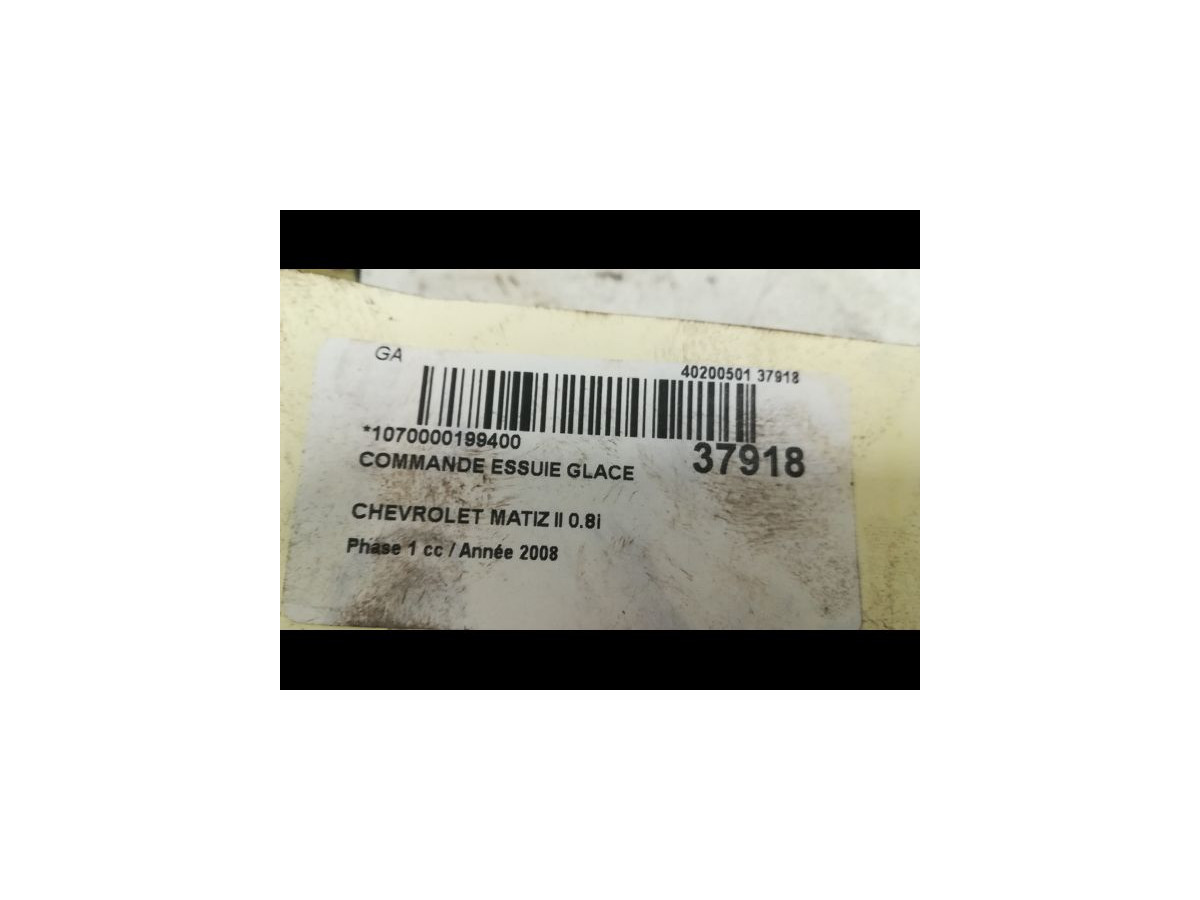 GA
40200501 37918
*1070000199400
37918
COMMANDE ESSUIE GLACE
CHEVROLET MATIZ II 0.8i
Phase 1 cc / Année 2008